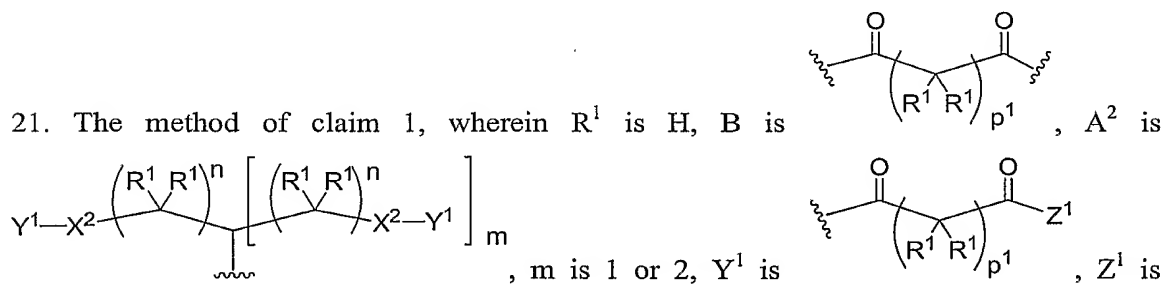 O O
R¹ R¹ p¹
21. The method of claim 1, wherein R¹ is H, B is , A² is
R¹ R¹ n R¹ R¹ n O O
Y¹—X² X²—Y¹ m R¹ R¹ p¹ Z¹
, m is 1 or 2, Y¹ is , Z¹ is